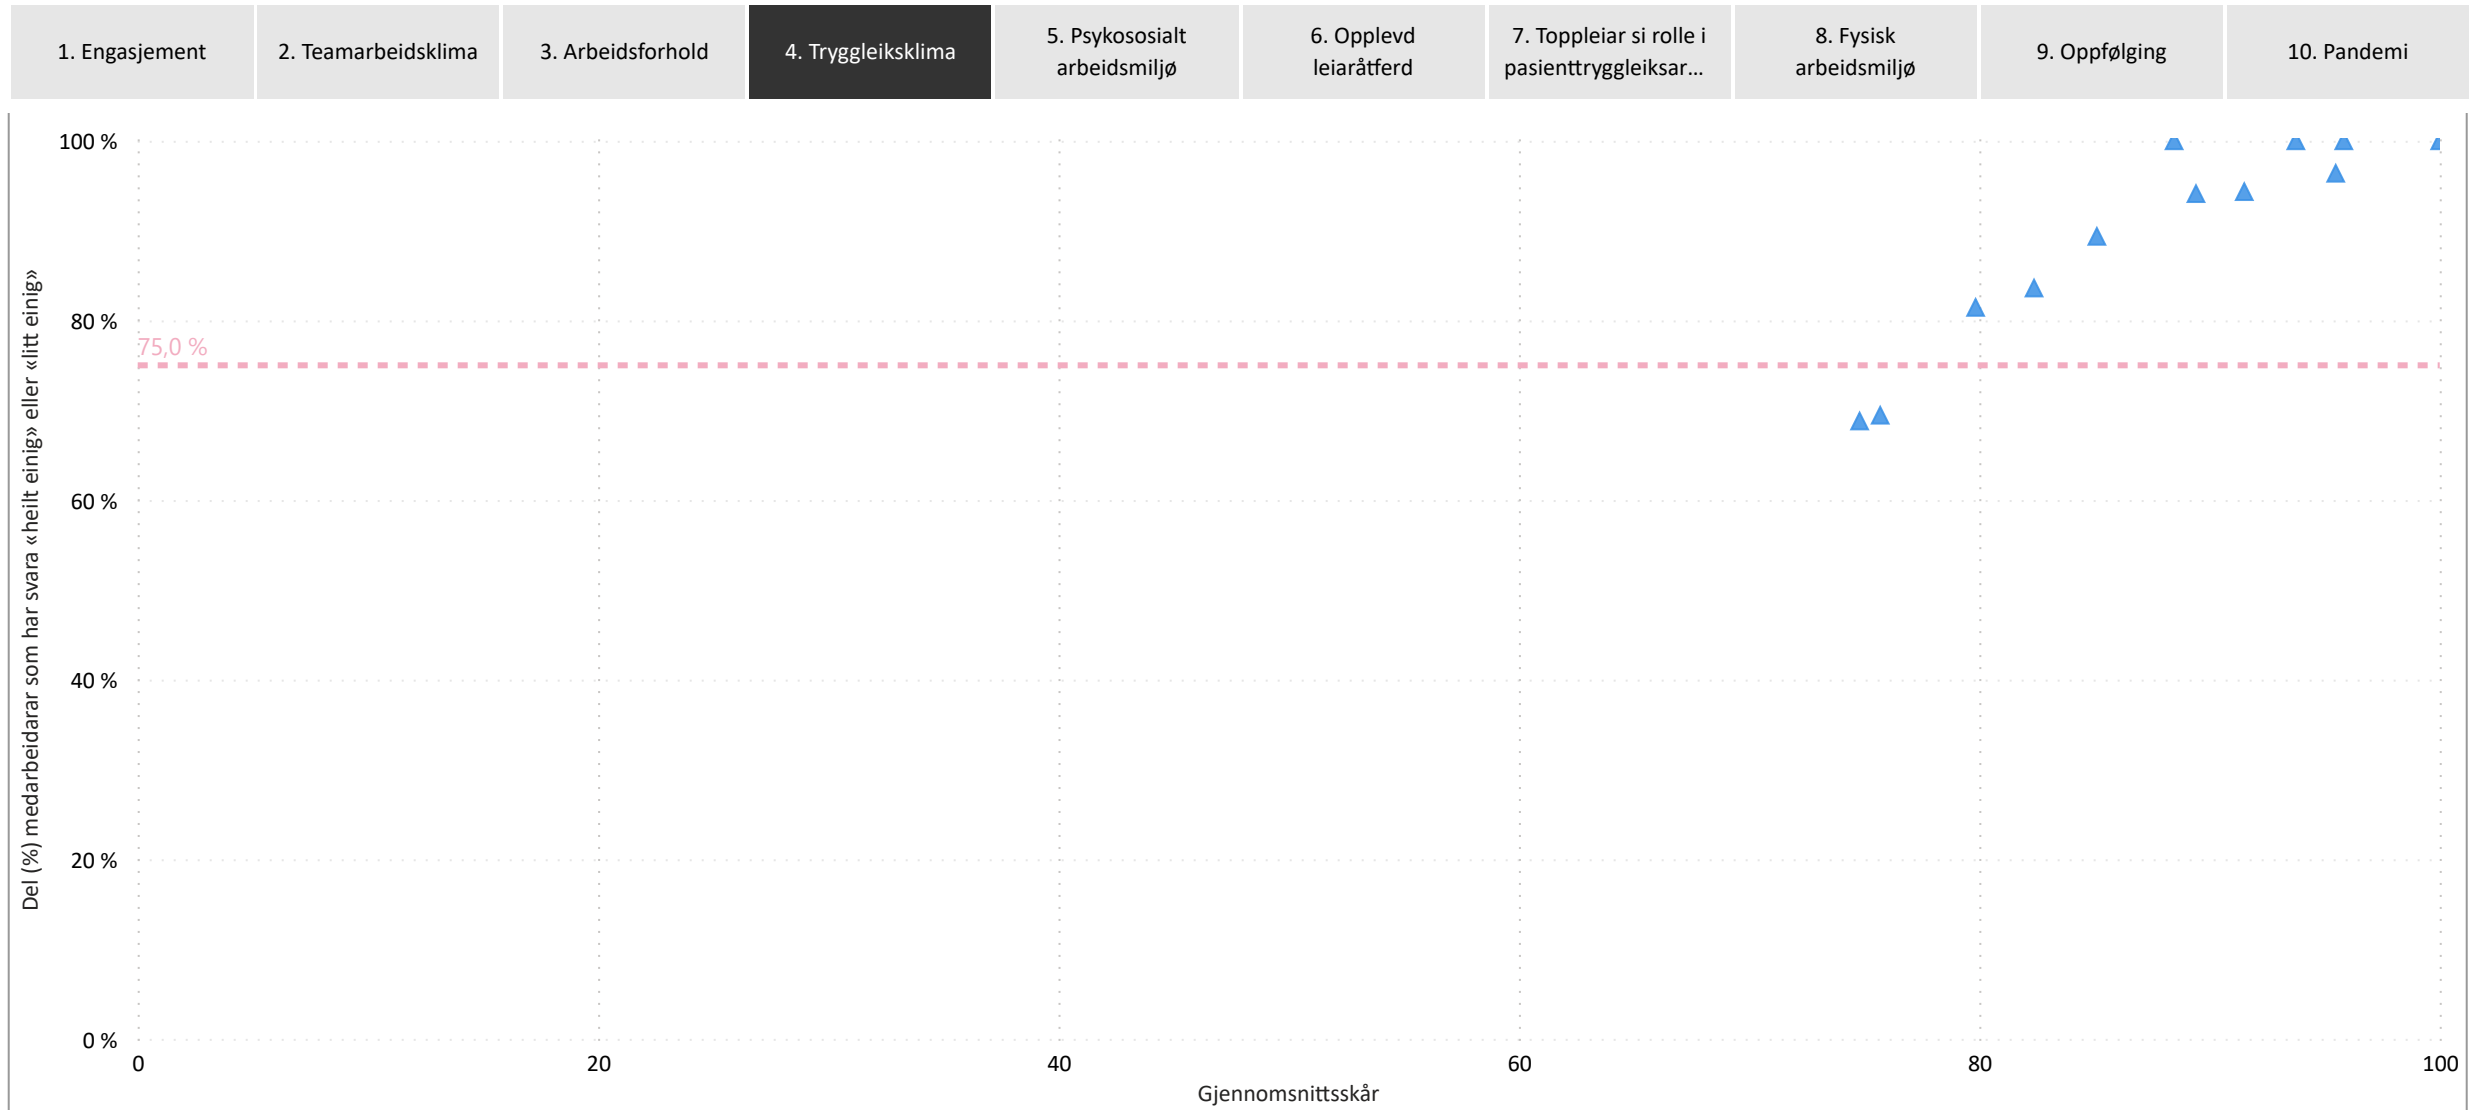 1. Engasjement
2. Teamarbeidsklima
3. Arbeidsforhold
4. Tryggleiksklima
5. Psykososialt
arbeidsmiljø
6. Opplevd
leiaråtferd
7. Toppleiar si rolle i
pasienttryggleiksar...
8. Fysisk
arbeidsmiljø
9. Oppfølging
10. Pandemi
Del (%) medarbeidarar som har svara «heilt einig» eller «litt einig»
100 %
80 %
75,0 %
60 %
40 %
20 %
0 %
0
20
40
60
80
100
Gjennomsnittsskår